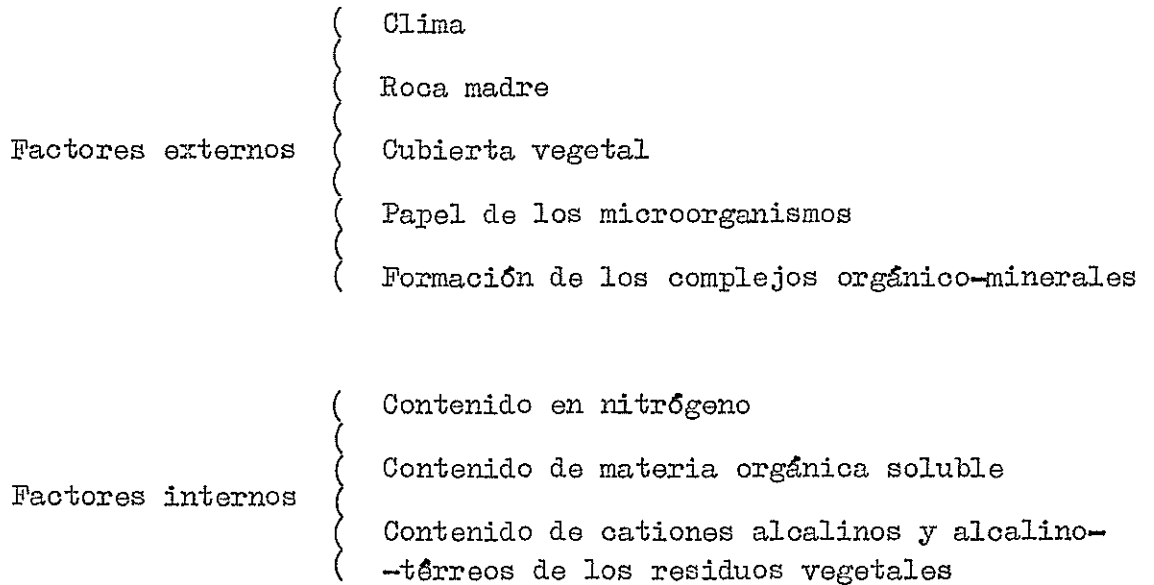 Clima
Roca madre
Factores externos
Cubierta vegetal
Papel de los microorganismos
Formación de los complejos orgánico-minerales
Contenido en nitrógeno
Contenido de materia orgánica soluble
Factores internos
Contenido de cationes alcalinos y alcalino-
-térreos de los residuos vegetales